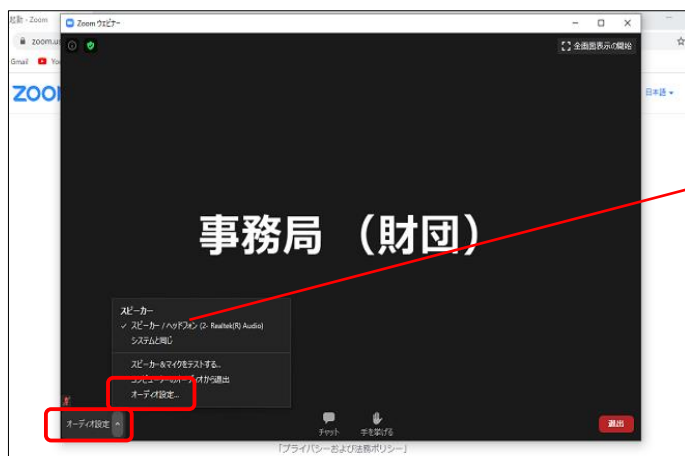 起動 - Zoom
Zoom ウェビナー
zoom.us
全画面表示の開始
Gmail
ZOO
日本語
事務局 （財団）
スピーカー
✓ スピーカー / ヘッドフォン (2- Realtek(R) Audio)
システムと同じ
スピーカー&マイクをテストする...
コンピューターのオーディオから退出
オーディオ設定...
オーディオ設定
チャット
手を挙げる
退出
「プライバシーおよび法務ポリシー」